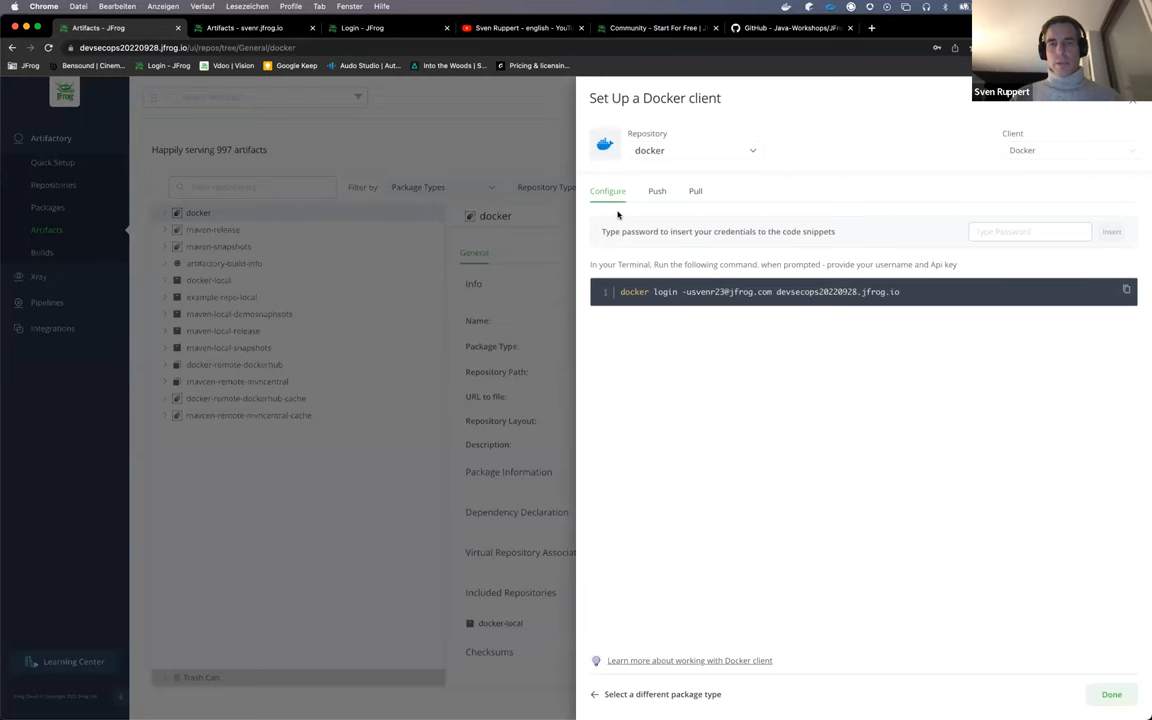 Chrome Datei Bearbeiten Anzeigen Verlauf Lesezeichen Profile Tab Fenster Hilfe
Artifacts - JFrog
Artifacts - svenr.jfrog.io
Login - JFrog
Sven Ruppert - english - YouT
Community - Start For Free | J
GitHub - Java-Workshops/JFr
devsecops20220928.jfrog.io/ui/repos/tree/General/docker
JFrog
Bensound | Cinem...
Login - JFrog
Vdoo | Vision
Google Keep
Audio Studio | Aut...
Into the Woods | S...
Pricing & licensin...
Sven Ruppert
JFrog
Artifactory
Quick Setup
Repositories
Packages
Artifacts
Builds
Xray
Pipelines
Integrations
Learning Center
Happily serving 997 artifacts
Filter repositories
Filter by:
Package Types
Repository Type
docker
maven-release
maven-snapshots
artifactory-build-info
docker-local
example-repo-local
maven-local-demosnaphsots
maven-local-release
maven-local-snapshots
docker-remote-dockerhub
mavcen-remote-mvncentral
docker-remote-dockerhub-cache
mavcen-remote-mvncentral-cache
Trash Can
docker
General
Info
Name:
Package Type:
Repository Path:
URL to file:
Repository Layout:
Description:
Package Information
Dependency Declaration
Virtual Repository Associat
Included Repositories
docker-local
Checksums
Set Up a Docker client
Repository
docker
Client
Docker
Configure
Push
Pull
Type password to insert your credentials to the code snippets
Type Password
Insert
In your Terminal, Run the following command. when prompted - provide your username and Api key
1 docker login -usvenr23@jfrog.com devsecops20220928.jfrog.io
Learn more about working with Docker client
Select a different package type
Done